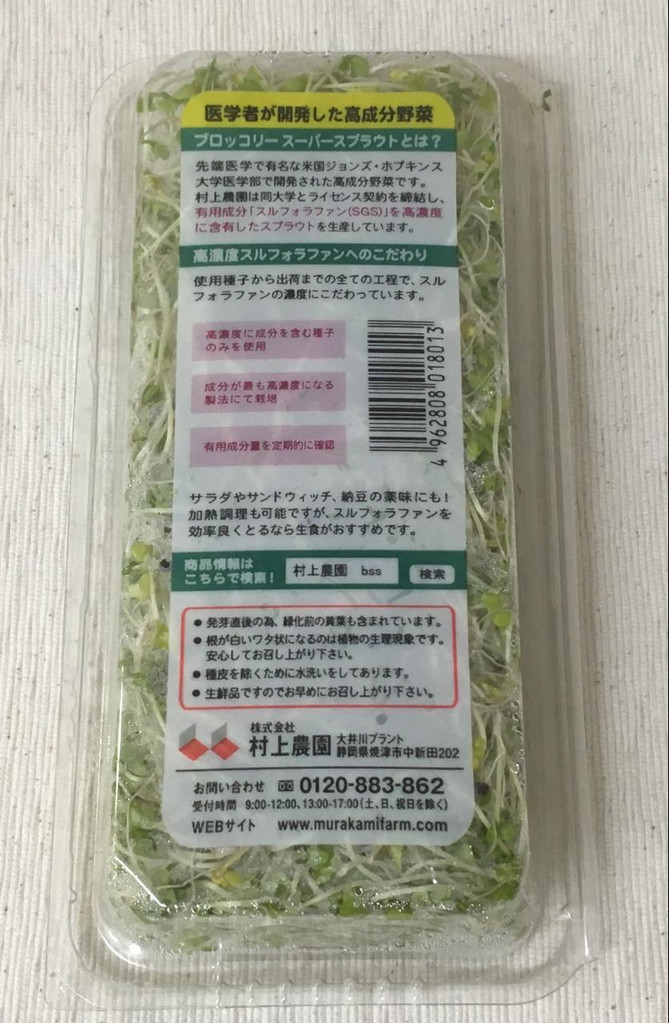 医学者が開発した高成分野菜
ブロッコリー スーパースプラウトとは？
先端医学で有名な米国ジョンズ・ホプキンス
大学医学部で開発された高成分野菜です。
村上農園は同大学とライセンス契約を締結し、
有用成分「スルフォラファン(SGS)」を高濃度
に含有したスプラウトを生産しています。
高濃度スルフォラファンへのこだわり
使用種子から出荷までの全ての工程で、スル
フォラファンの濃度にこだわっています。
高濃度に成分を含む種子
のみを使用
成分が最も高濃度になる
製法にて栽培
有用成分量を定期的に確認
4 962808 018013
サラダやサンドウィッチ、納豆の薬味にも！
加熱調理も可能ですが、スルフォラファンを
効率良くとるなら生食がおすすめです。
商品情報は
こちらで検索！
村上農園 bss
検索
● 発芽直後の為、緑化前の黄葉も含まれています。
● 根が白いワタ状になるのは植物の生理現象です。
安心してお召し上がり下さい。
● 種皮を除くために水洗いをしてあります。
● 生鮮品ですのでお早めにお召し上がり下さい。
株式会社
村上農園
大井川プラント
静岡県焼津市中新田202
お問い合わせ 0120-883-862
受付時間 9:00-12:00、13:00-17:00(土、日、祝日を除く)
WEBサイト www.murakamifarm.com